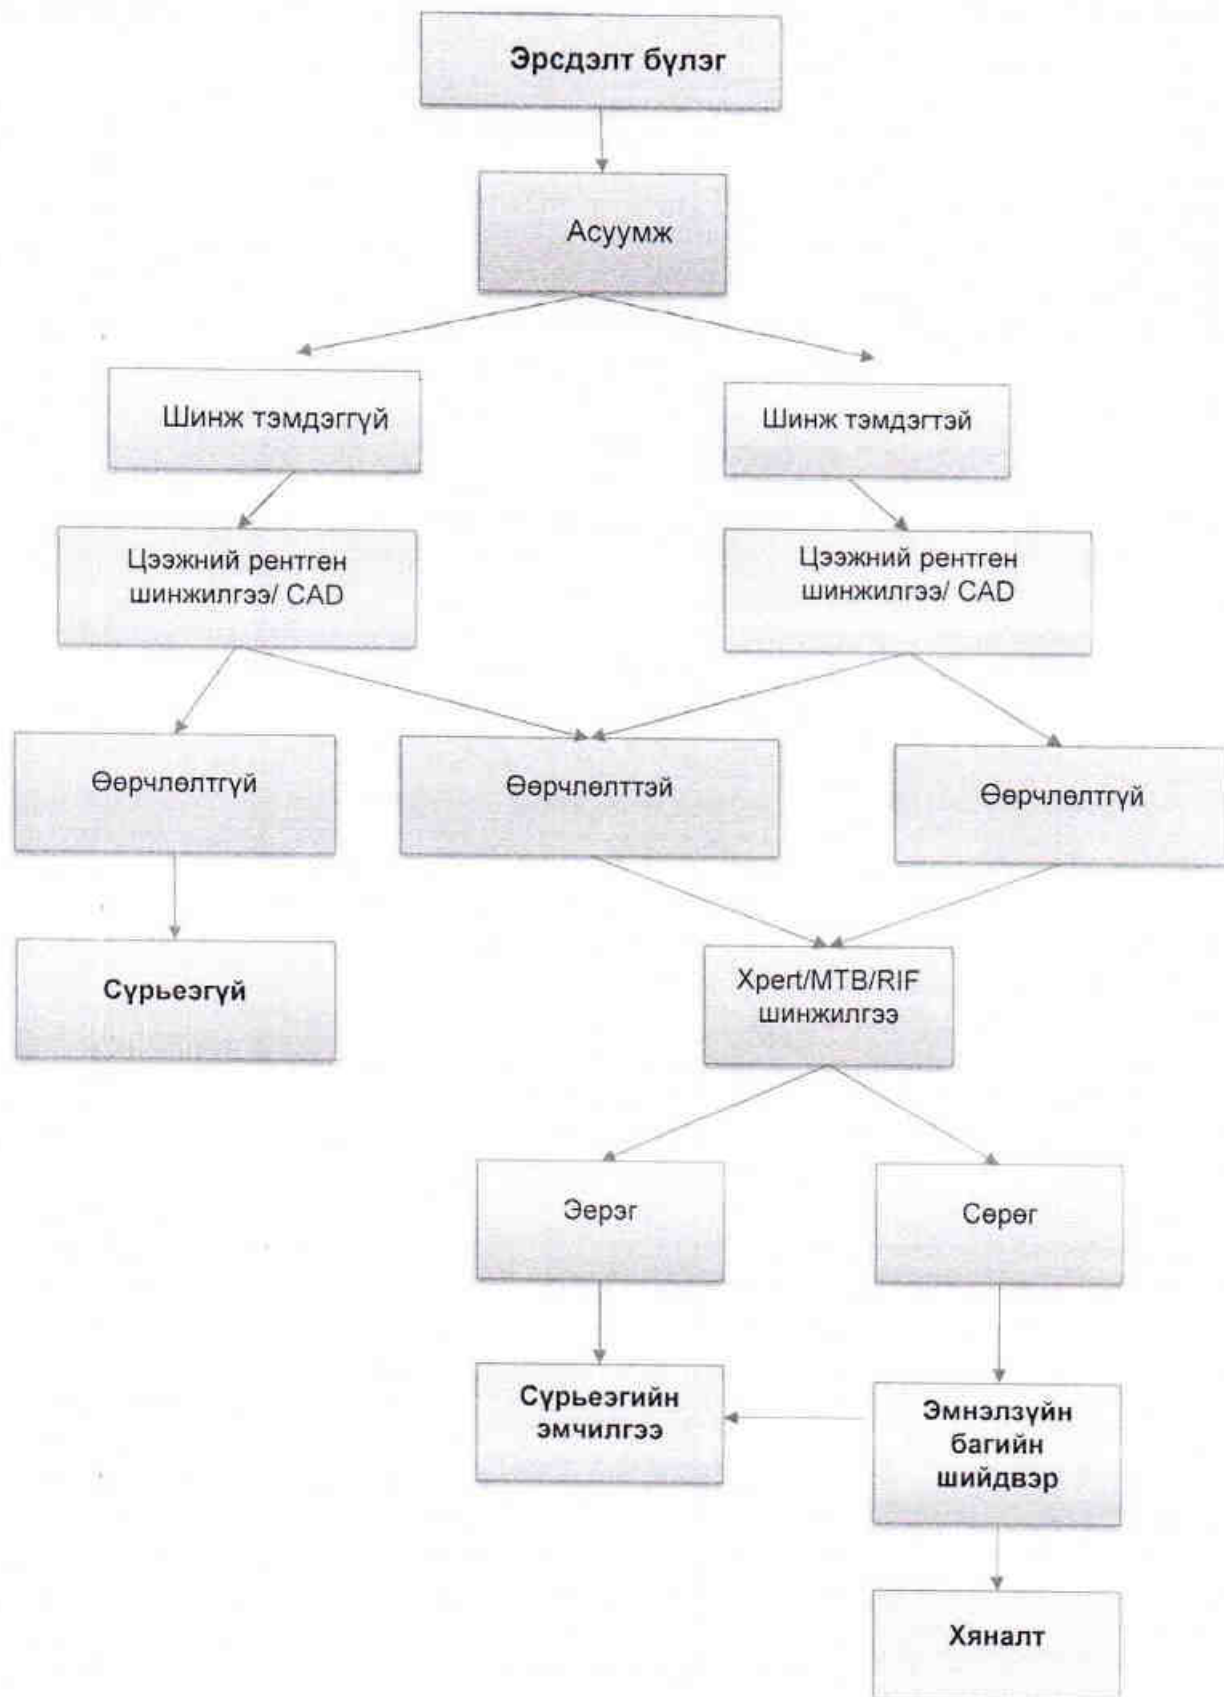 Эрсдэлт бүлэг
Асуумж
Шинж тэмдэггүй
Шинж тэмдэгтэй
Цээжний рентген
шинжилгээ/ CAD
Цээжний рентген
шинжилгээ/ CAD
Өөрчлөлтгүй
Өөрчлөлттэй
Өөрчлөлтгүй
Сүрьеэгүй
Xpert/MTB/RIF
шинжилгээ
Эерэг
Сөрөг
Сүрьеэгийн
эмчилгээ
Эмнэлзүйн
багийн
шийдвэр
Хяналт